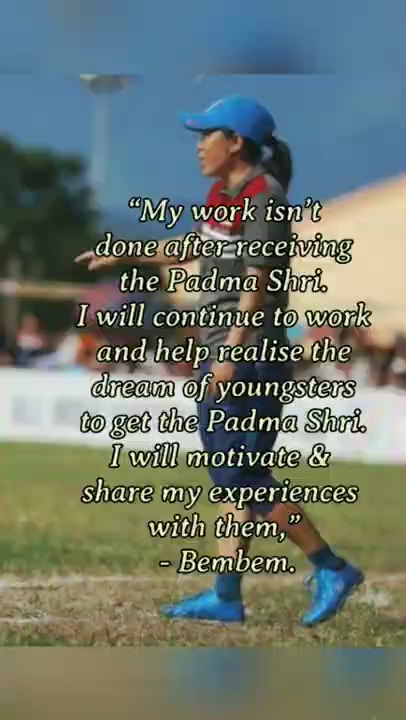 “My work isn’t
done after receiving
the Padma Shri.
I will continue to work
and help realise the
dream of youngsters
to get the Padma Shri.
I will motivate &
share my experiences
with them,”
- Bembem.